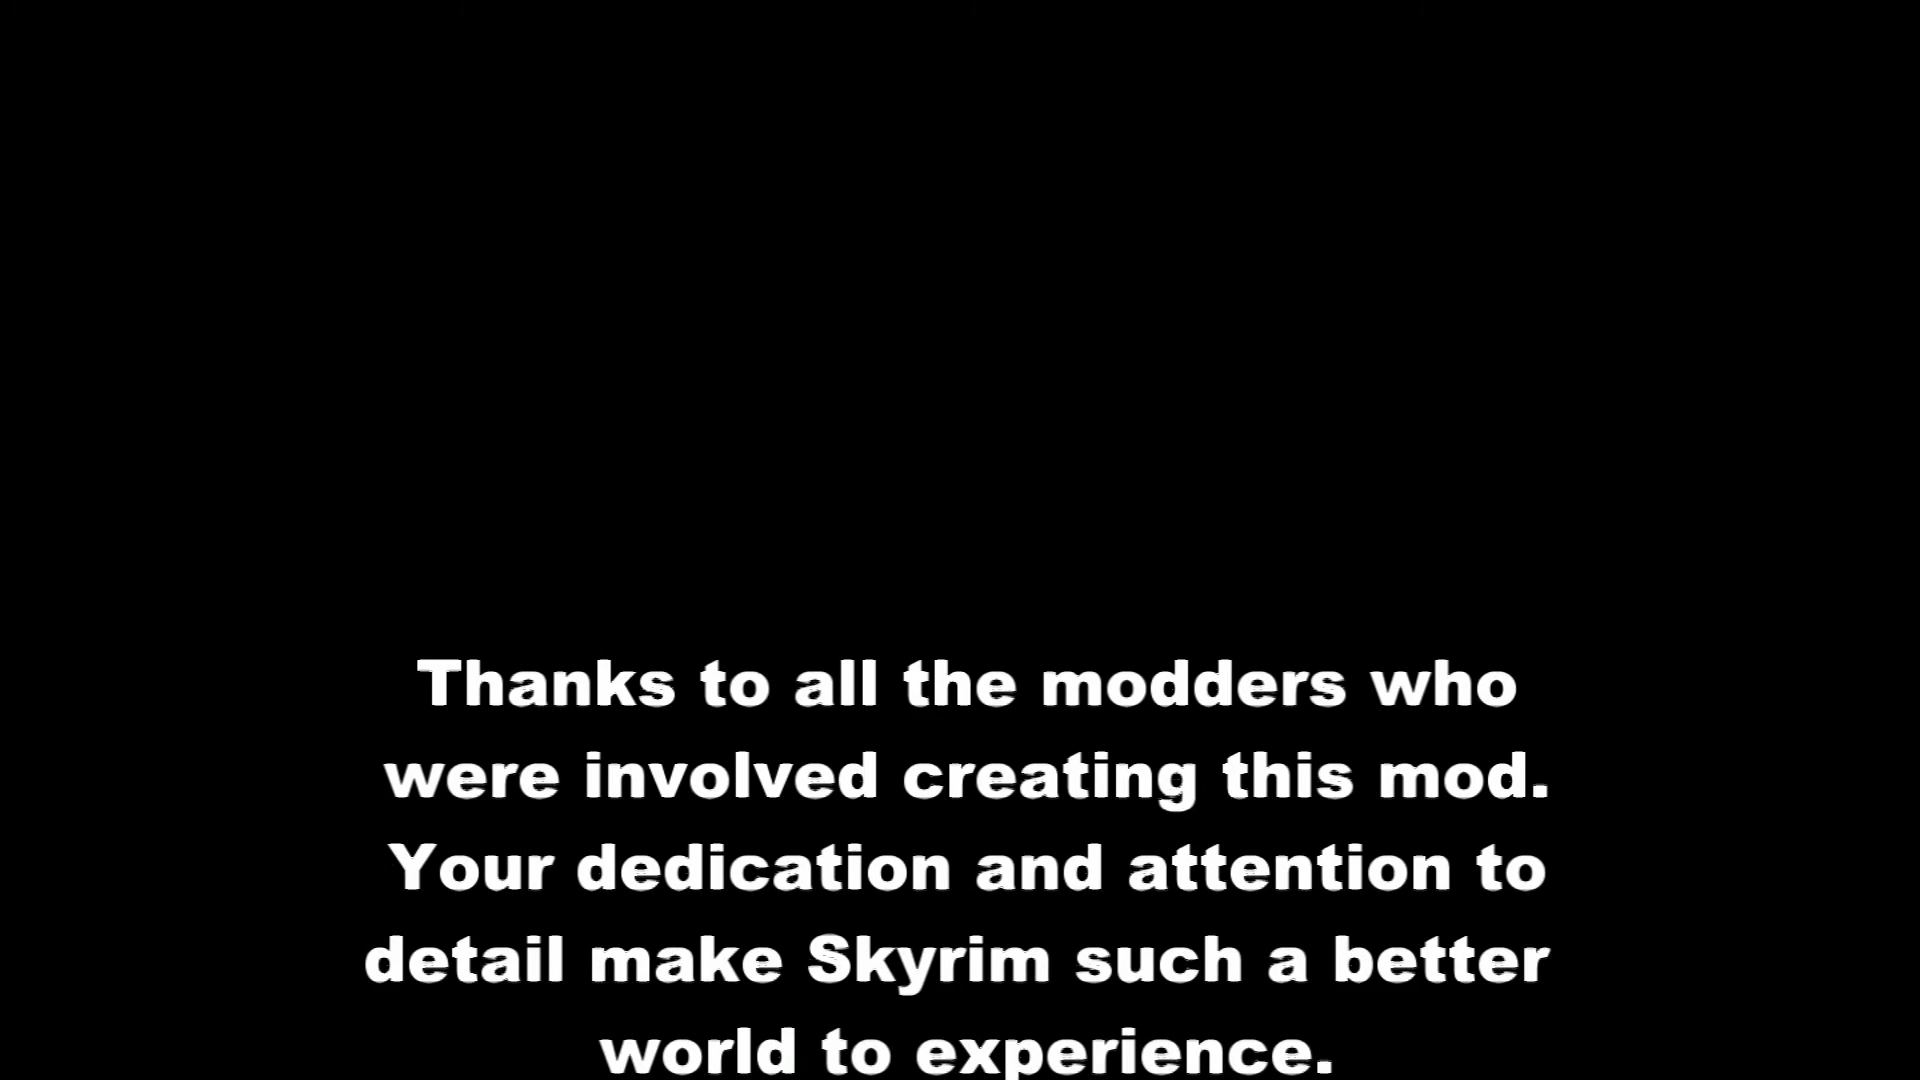 Thanks to all the modders who
were involved creating this mod.
Your dedication and attention to
detail make Skyrim such a better
world to experience.